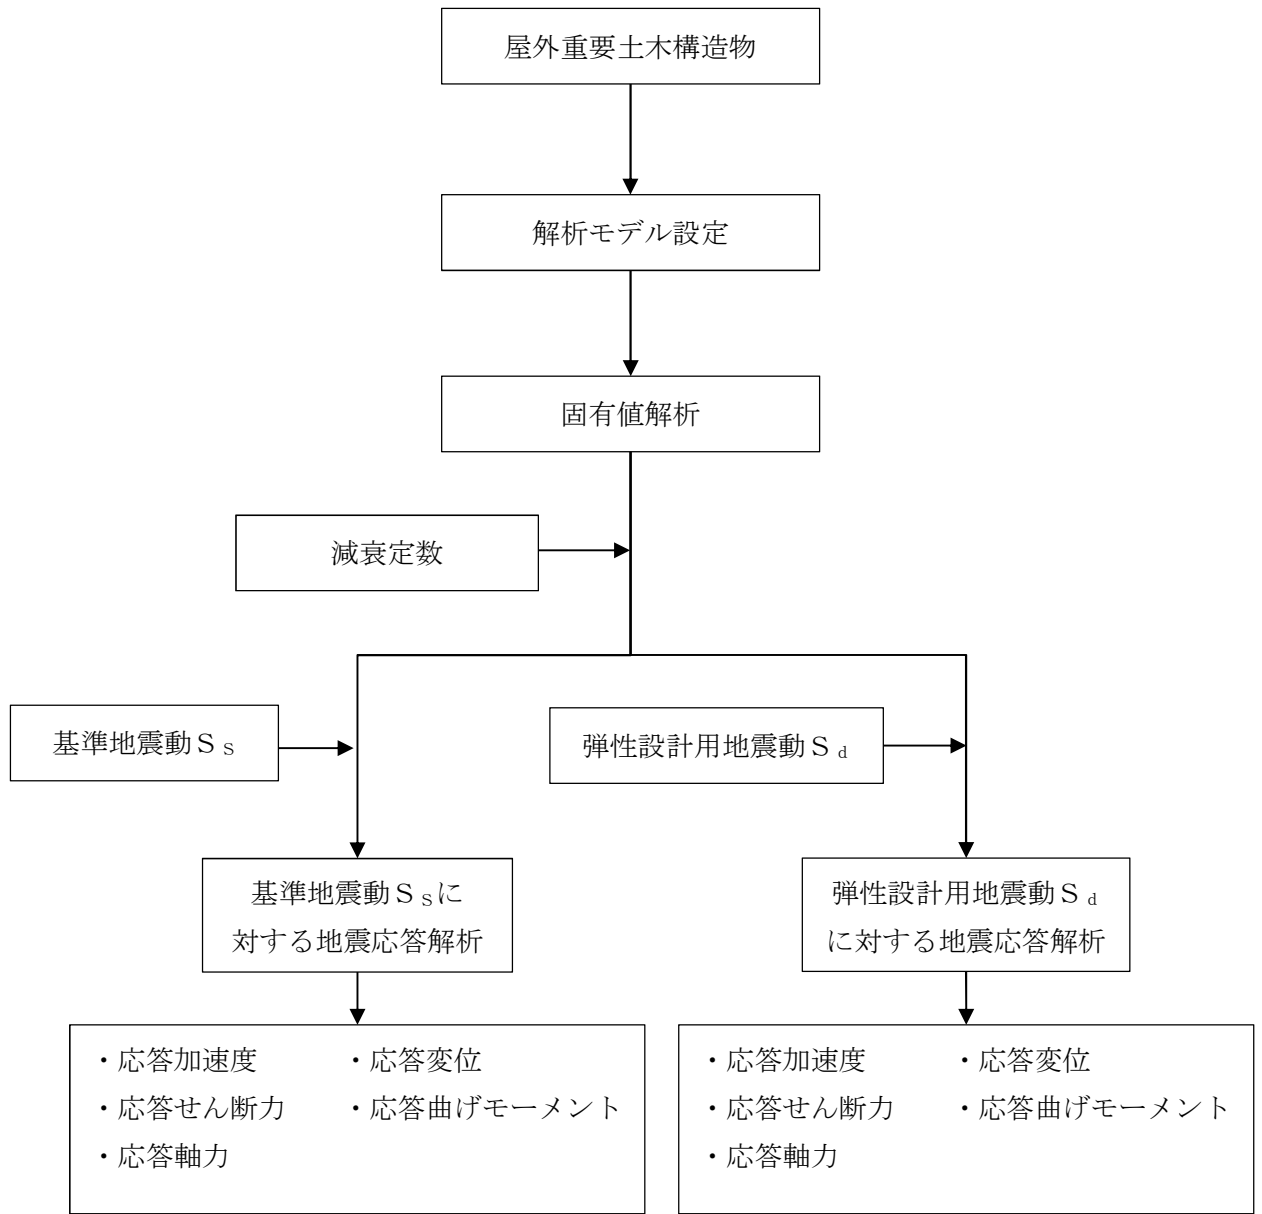 屋外重要土木構造物
解析モデル設定
固有値解析
減衰定数
基準地震動Ss
弾性設計用地震動Sd
基準地震動Ssに
対する地震応答解析
弾性設計用地震動Sd
に対する地震応答解析
・応答加速度 ・応答変位
・応答せん断力 ・応答曲げモーメント
・応答軸力
・応答加速度 ・応答変位
・応答せん断力 ・応答曲げモーメント
・応答軸力